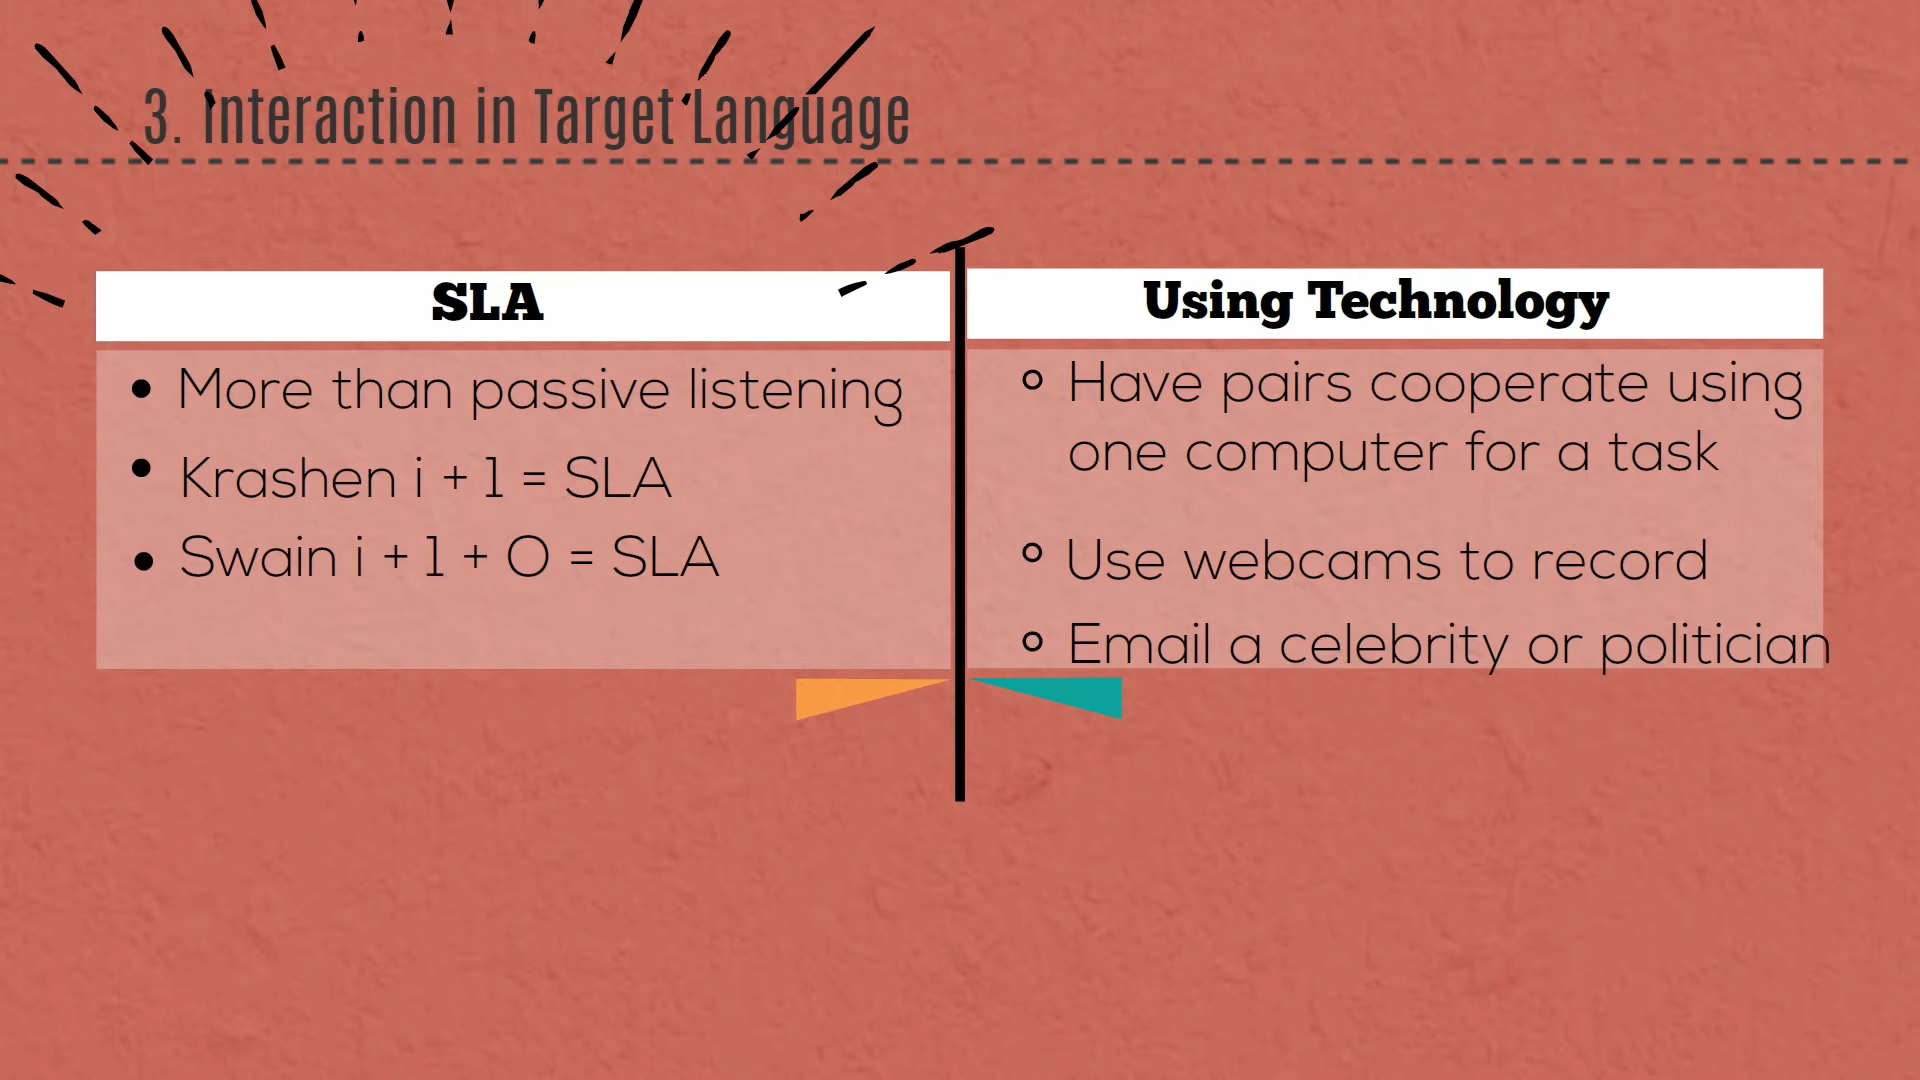 3. Interaction in Target Language
SLA
• More than passive listening
• Krashen i + 1 = SLA
• Swain i + 1 + O = SLA
Using Technology
○ Have pairs cooperate using
one computer for a task
○ Use webcams to record
○ Email a celebrity or politician